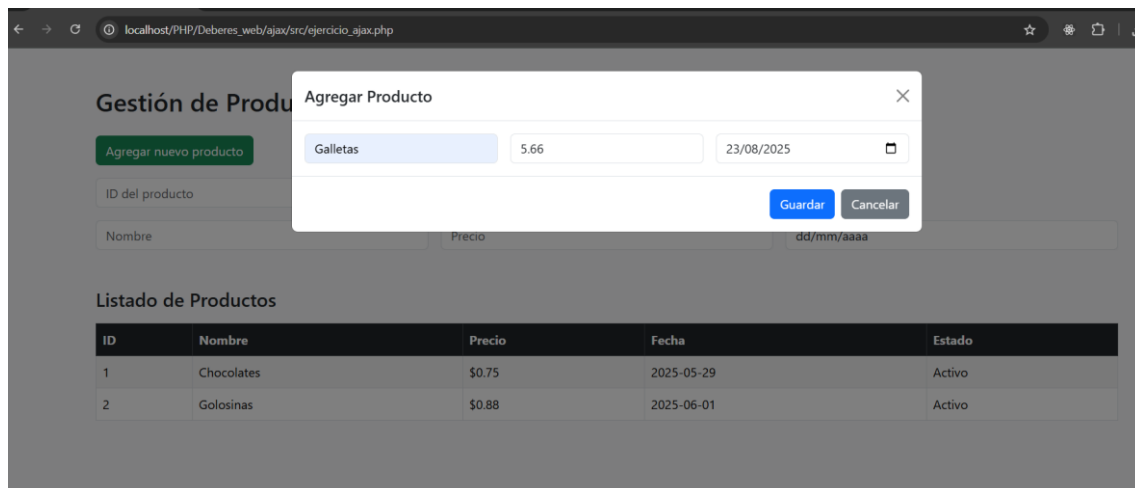 localhost/PHP/Deberes_web/ajax/src/ejercicio_ajax.php
Gestión de Produ
Agregar Producto
Agregar nuevo producto
Galletas 5.66 23/08/2025
ID del producto
Guardar Cancelar
Nombre Precio dd/mm/aaaa
Listado de Productos
ID Nombre Precio Fecha Estado
1 Chocolates $0.75 2025-05-29 Activo
2 Golosinas $0.88 2025-06-01 Activo